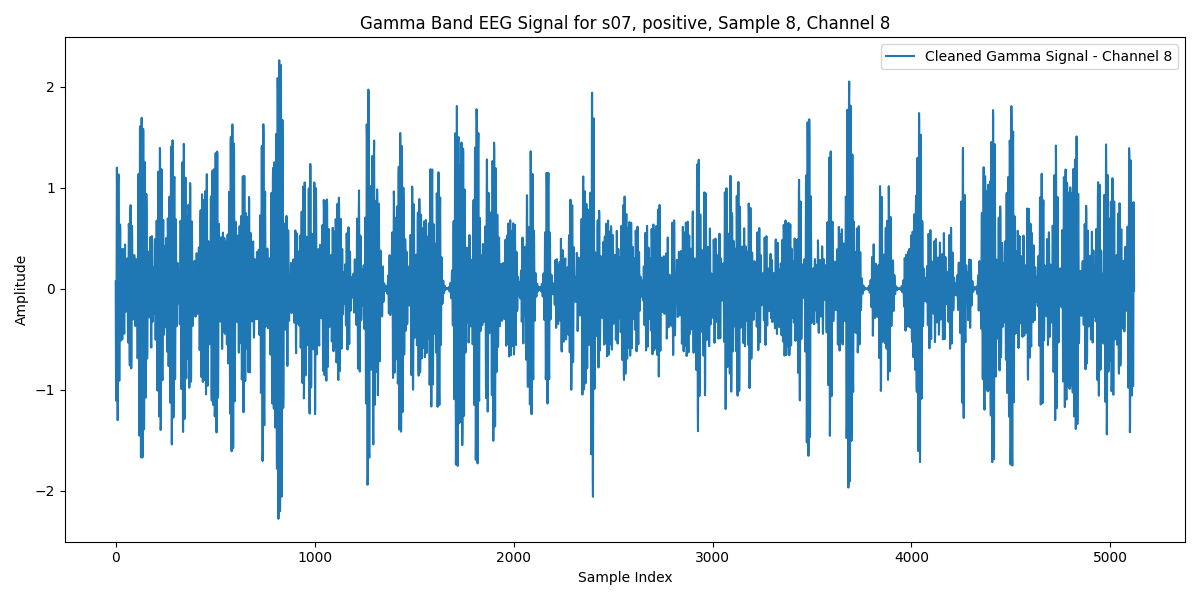 Gamma Band EEG Signal for s07, positive, Sample 8, Channel 8
Cleaned Gamma Signal - Channel 8
Amplitude
2
1
0
−1
−2
0 1000 2000 3000 4000 5000
Sample Index